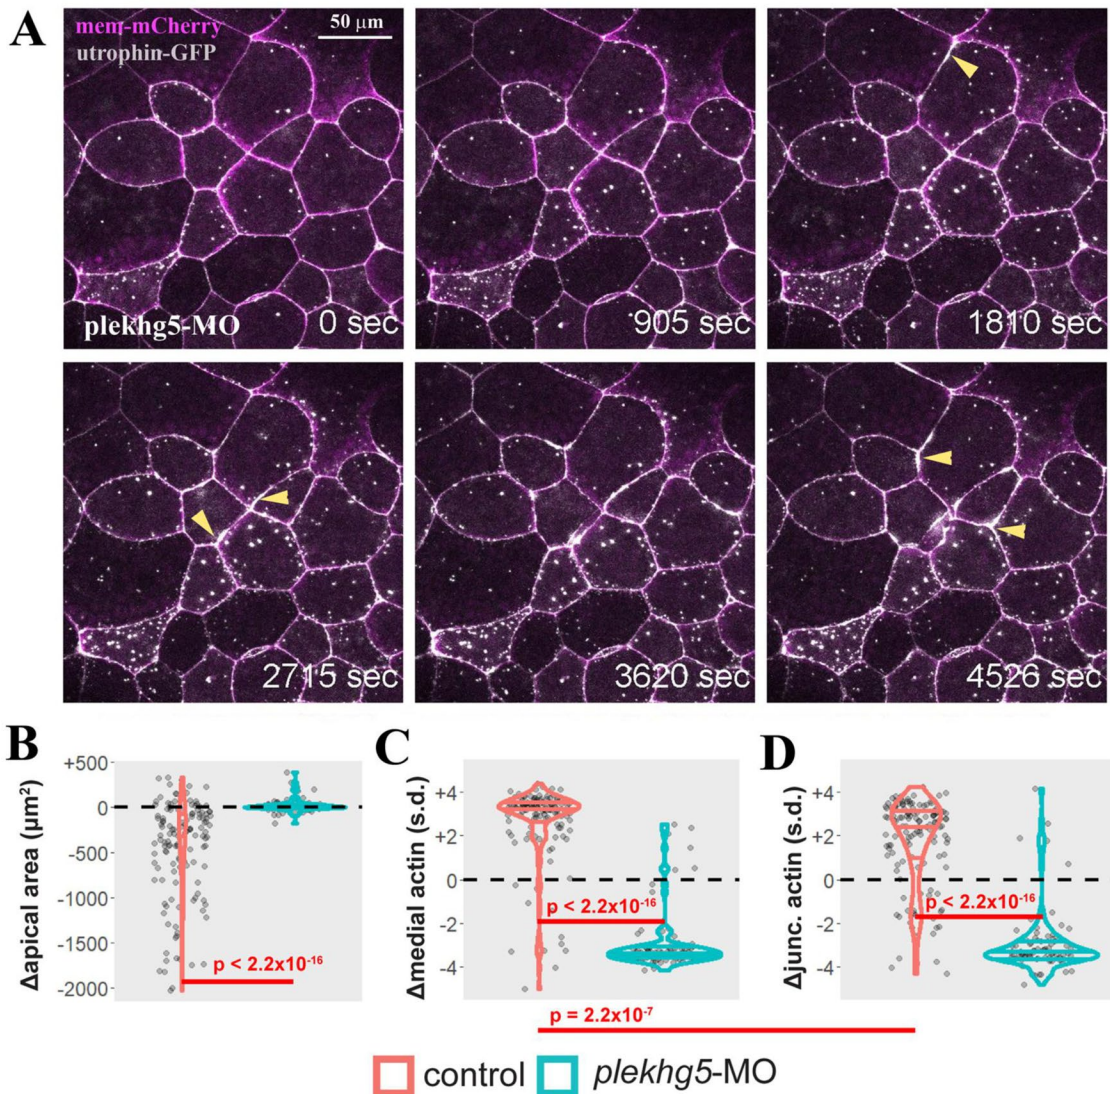 A
mem-mCherry
utrophin-GFP
50 μm
plekhg5-MO
0 sec
905 sec
1810 sec
2715 sec
3620 sec
4526 sec
B
Δapical area (μm²)
+500
0
-500
-1000
-1500
-2000
p < 2.2x10⁻¹⁶
C
Δmedial actin (s.d.)
+4
+2
0
-2
-4
p < 2.2x10⁻¹⁶
D
Δjunc. actin (s.d.)
+4
+2
0
-2
-4
p < 2.2x10⁻¹⁶
p = 2.2x10⁻⁷
control plekhg5-MO